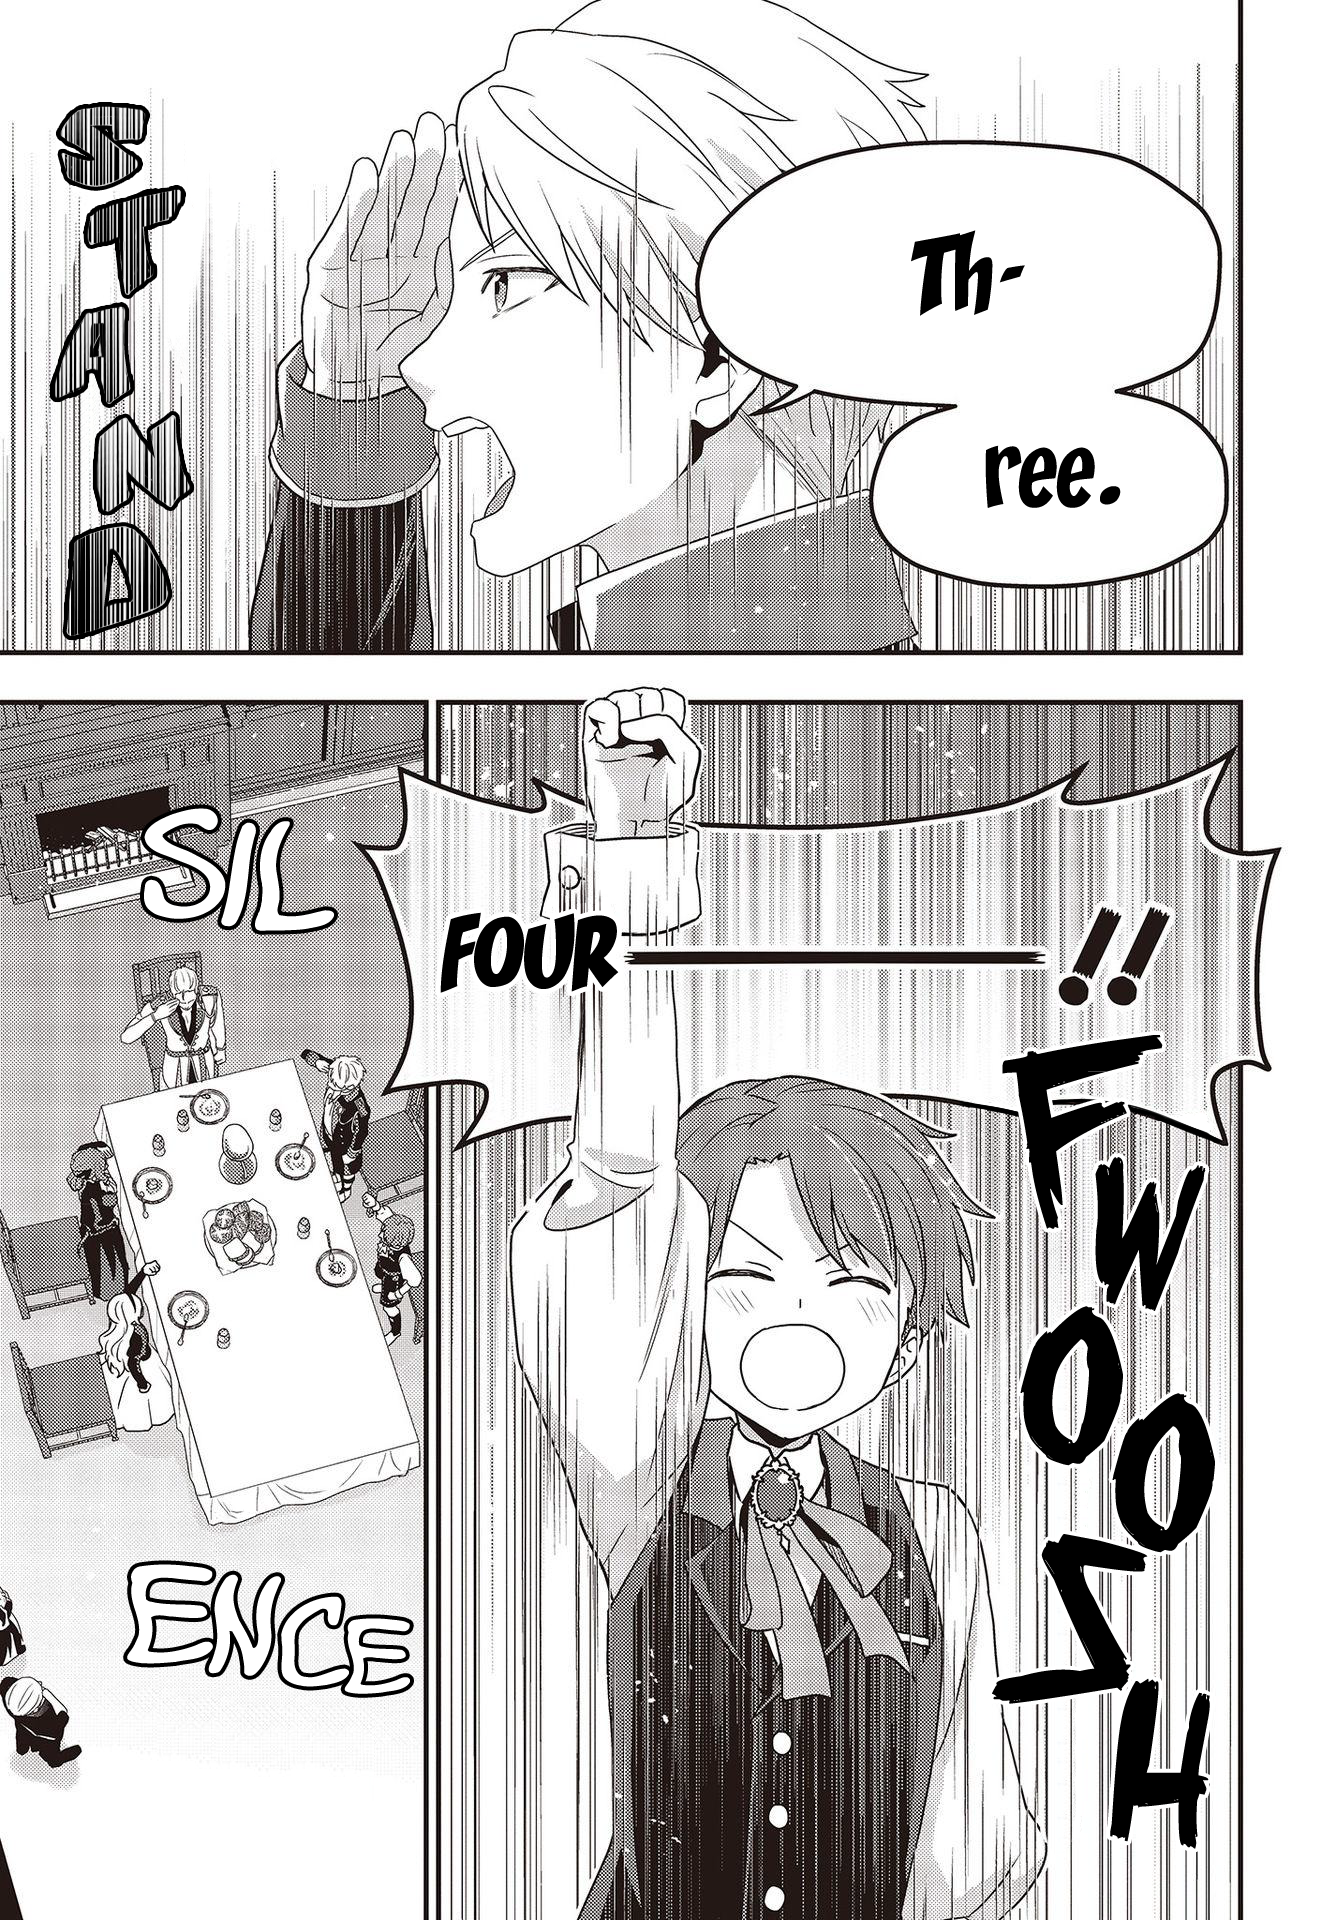 Th-
ree.
STAND
FOUR——!!
FWOOSH
SIL
ENCE